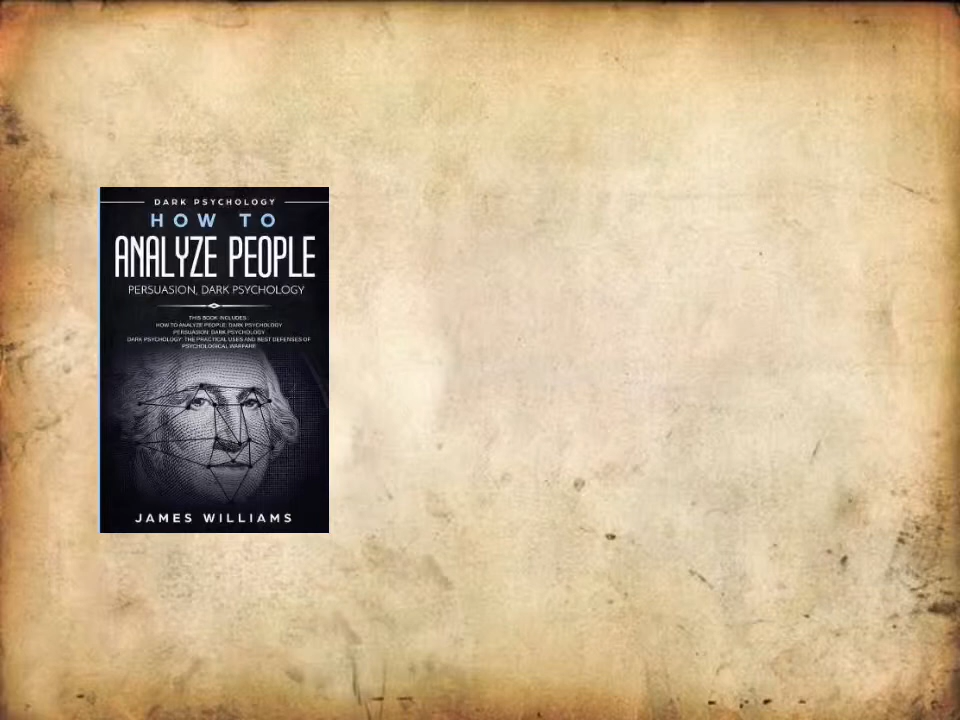 DARK PSYCHOLOGY
HOW TO
ANALYZE PEOPLE
PERSUASION, DARK PSYCHOLOGY
THIS BOOK INCLUDES:
HOW TO ANALYZE PEOPLE: DARK PSYCHOLOGY
PERSUASION: DARK PSYCHOLOGY
DARK PSYCHOLOGY: THE PRACTICAL USES AND BEST DEFENSES OF
PSYCHOLOGICAL WARFARE
JAMES WILLIAMS